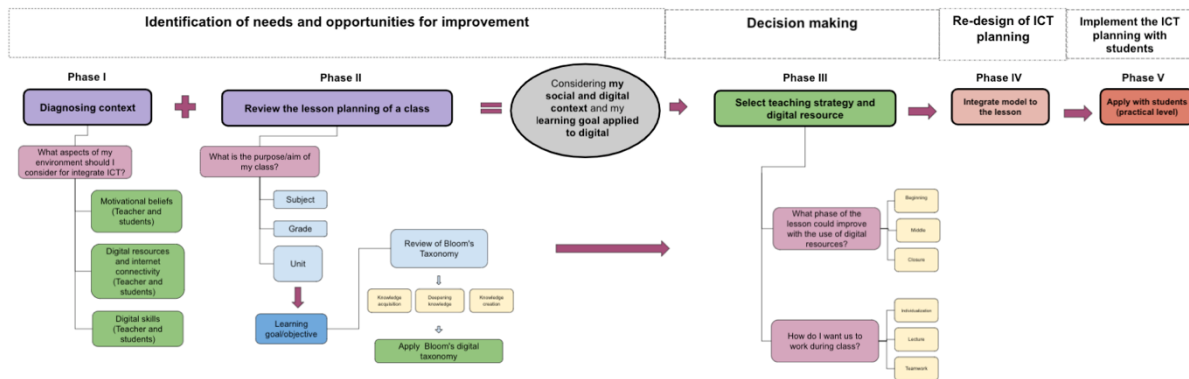 Identification of needs and opportunities for improvement
Decision making
Re-design of ICT
planning
Implement the ICT
planning with
students
Phase I
Diagnosing context
What aspects of my
environment should I
consider for integrate ICT?
Motivational beliefs
(Teacher and
students)
Digital resources
and internet
connectivity
(Teacher and
students)
Digital skills
(Teacher and
students)
Phase II
Review the lesson planning of a class
What is the purpose/aim of
my class?
Subject
Grade
Unit
Learning
goal/objective
Review of Bloom's
Taxonomy
Knowledge
acquisition
Deepening
knowledge
Knowledge
creation
Apply Bloom's digital
taxonomy
Considering my
social and digital
context and my
learning goal applied
to digital
Phase III
Select teaching strategy and
digital resource
What phase of the
lesson could improve
with the use of digital
resources?
Beginning
Middle
Closure
How do I want us to
work during class?
Individualisation
Lecture
Teamwork
Phase IV
Integrate model to
the lesson
Phase V
Apply with students
(practical level)